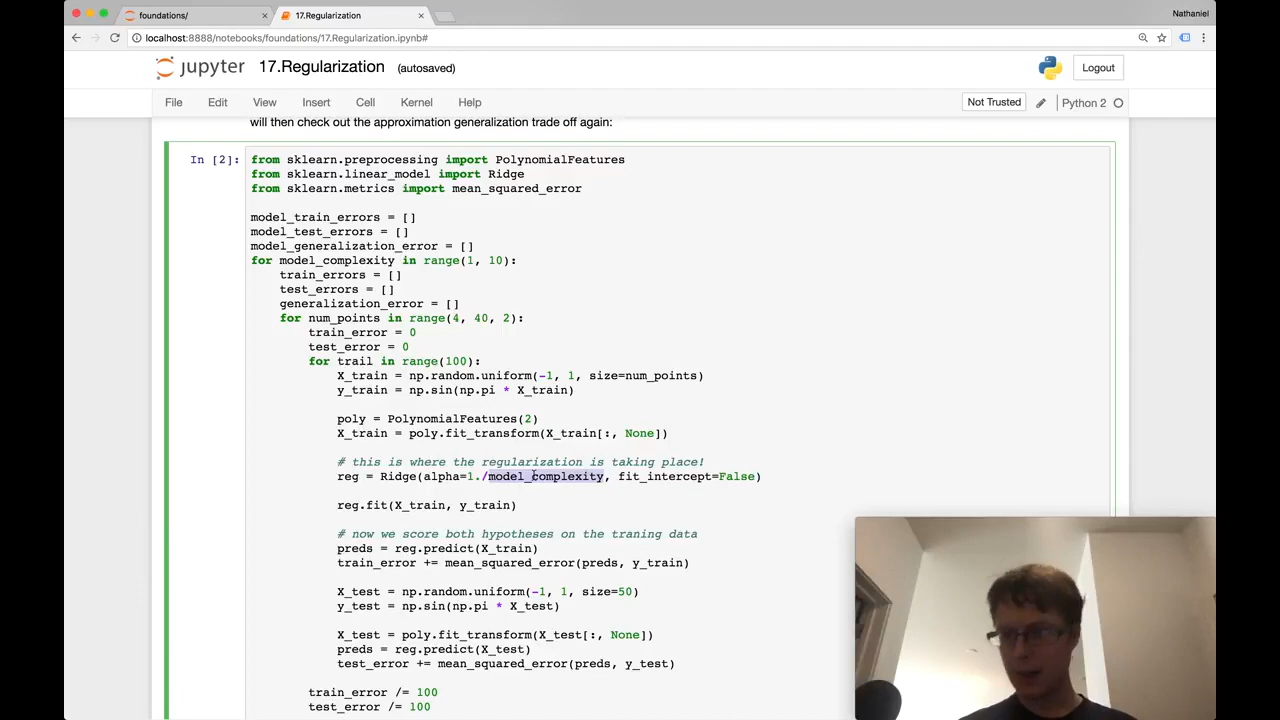 foundations/
17.Regularization
Nathaniel
localhost:8888/notebooks/foundations/17.Regularization.ipynb#
jupyter 17.Regularization (autosaved)
Logout
File Edit View Insert Cell Kernel Help
Not Trusted
Python 2
will then check out the approximation generalization trade off again:
In [2]:
from sklearn.preprocessing import PolynomialFeatures
from sklearn.linear_model import Ridge
from sklearn.metrics import mean_squared_error
model_train_errors = []
model_test_errors = []
model_generalization_error = []
for model_complexity in range(1, 10):
train_errors = []
test_errors = []
generalization_error = []
for num_points in range(4, 40, 2):
train_error = 0
test_error = 0
for trail in range(100):
X_train = np.random.uniform(-1, 1, size=num_points)
y_train = np.sin(np.pi * X_train)
poly = PolynomialFeatures(2)
X_train = poly.fit_transform(X_train[:, None])
# this is where the regularization is taking place!
reg = Ridge(alpha=1./model_complexity, fit_intercept=False)
reg.fit(X_train, y_train)
# now we score both hypotheses on the traning data
preds = reg.predict(X_train)
train_error += mean_squared_error(preds, y_train)
X_test = np.random.uniform(-1, 1, size=50)
y_test = np.sin(np.pi * X_test)
X_test = poly.fit_transform(X_test[:, None])
preds = reg.predict(X_test)
test_error += mean_squared_error(preds, y_test)
train_error /= 100
test_error /= 100